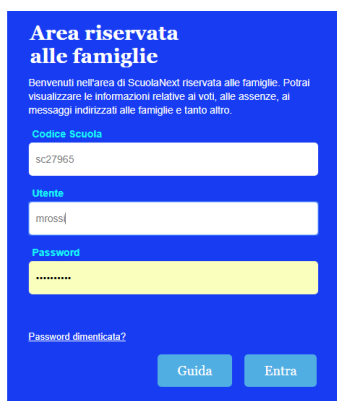 Area riservata
alle famiglie
Benvenuti nell'area di ScuolaNext riservata alle famiglie. Potrai
visualizzare le informazioni relative ai voti, alle assenze, ai
messaggi indirizzati alle famiglie e tanto altro.
Codice Scuola
sc27965
Utente
mrossi
Password
••••••••••
Password dimenticata?
Guida Entra